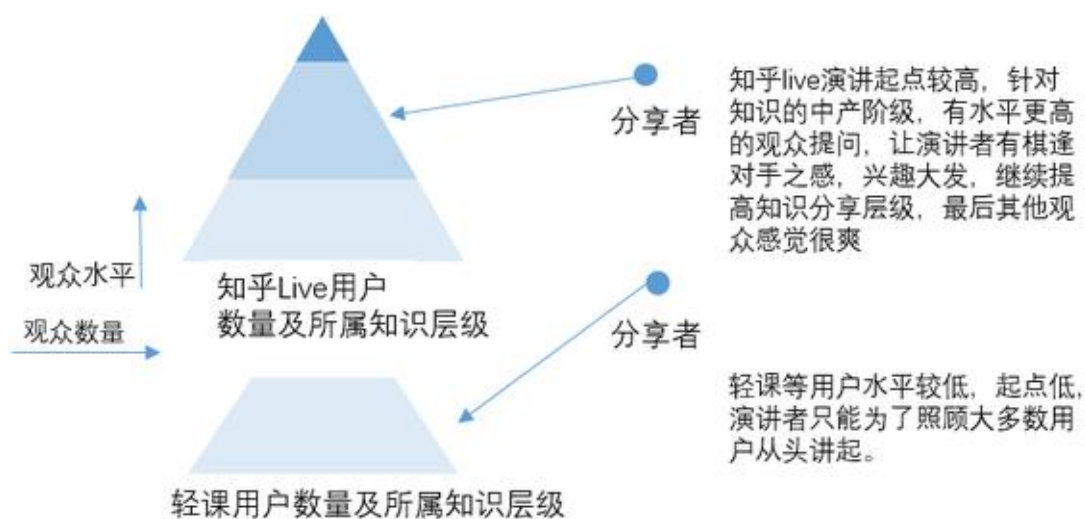 分享者
知乎live演讲起点较高，针对
知识的中产阶级，有水平更高
的观众提问，让演讲者有棋逢
对手之感，兴趣大发，继续提
高知识分享层级，最后其他观
众感觉很爽
观众水平
知乎Live用户
数量及所属知识层级
观众数量
分享者
轻课等用户水平较低，起点低，
演讲者只能为了照顾大多数用
户从头讲起。
轻课用户数量及所属知识层级